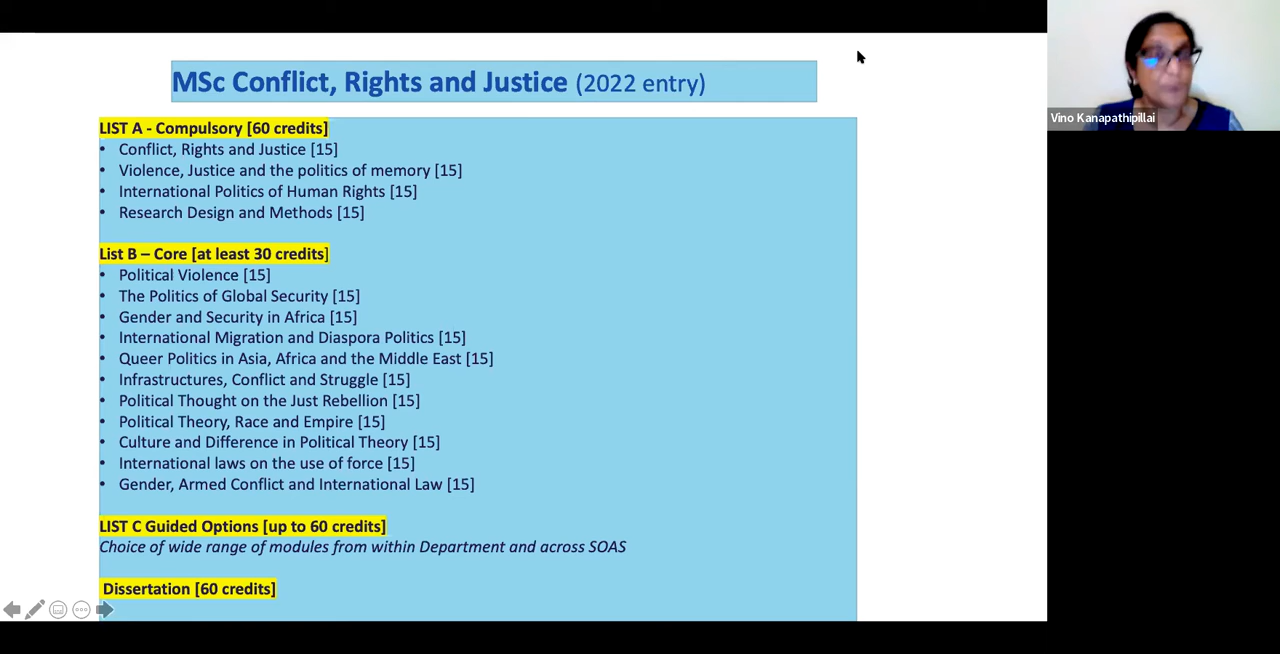 MSc Conflict, Rights and Justice (2022 entry)
Vino Kanapathipillai
LIST A - Compulsory [60 credits]
• Conflict, Rights and Justice [15]
• Violence, Justice and the politics of memory [15]
• International Politics of Human Rights [15]
• Research Design and Methods [15]
List B – Core [at least 30 credits]
• Political Violence [15]
• The Politics of Global Security [15]
• Gender and Security in Africa [15]
• International Migration and Diaspora Politics [15]
• Queer Politics in Asia, Africa and the Middle East [15]
• Infrastructures, Conflict and Struggle [15]
• Political Thought on the Just Rebellion [15]
• Political Theory, Race and Empire [15]
• Culture and Difference in Political Theory [15]
• International laws on the use of force [15]
• Gender, Armed Conflict and International Law [15]
LIST C Guided Options [up to 60 credits]
Choice of wide range of modules from within Department and across SOAS
Dissertation [60 credits]